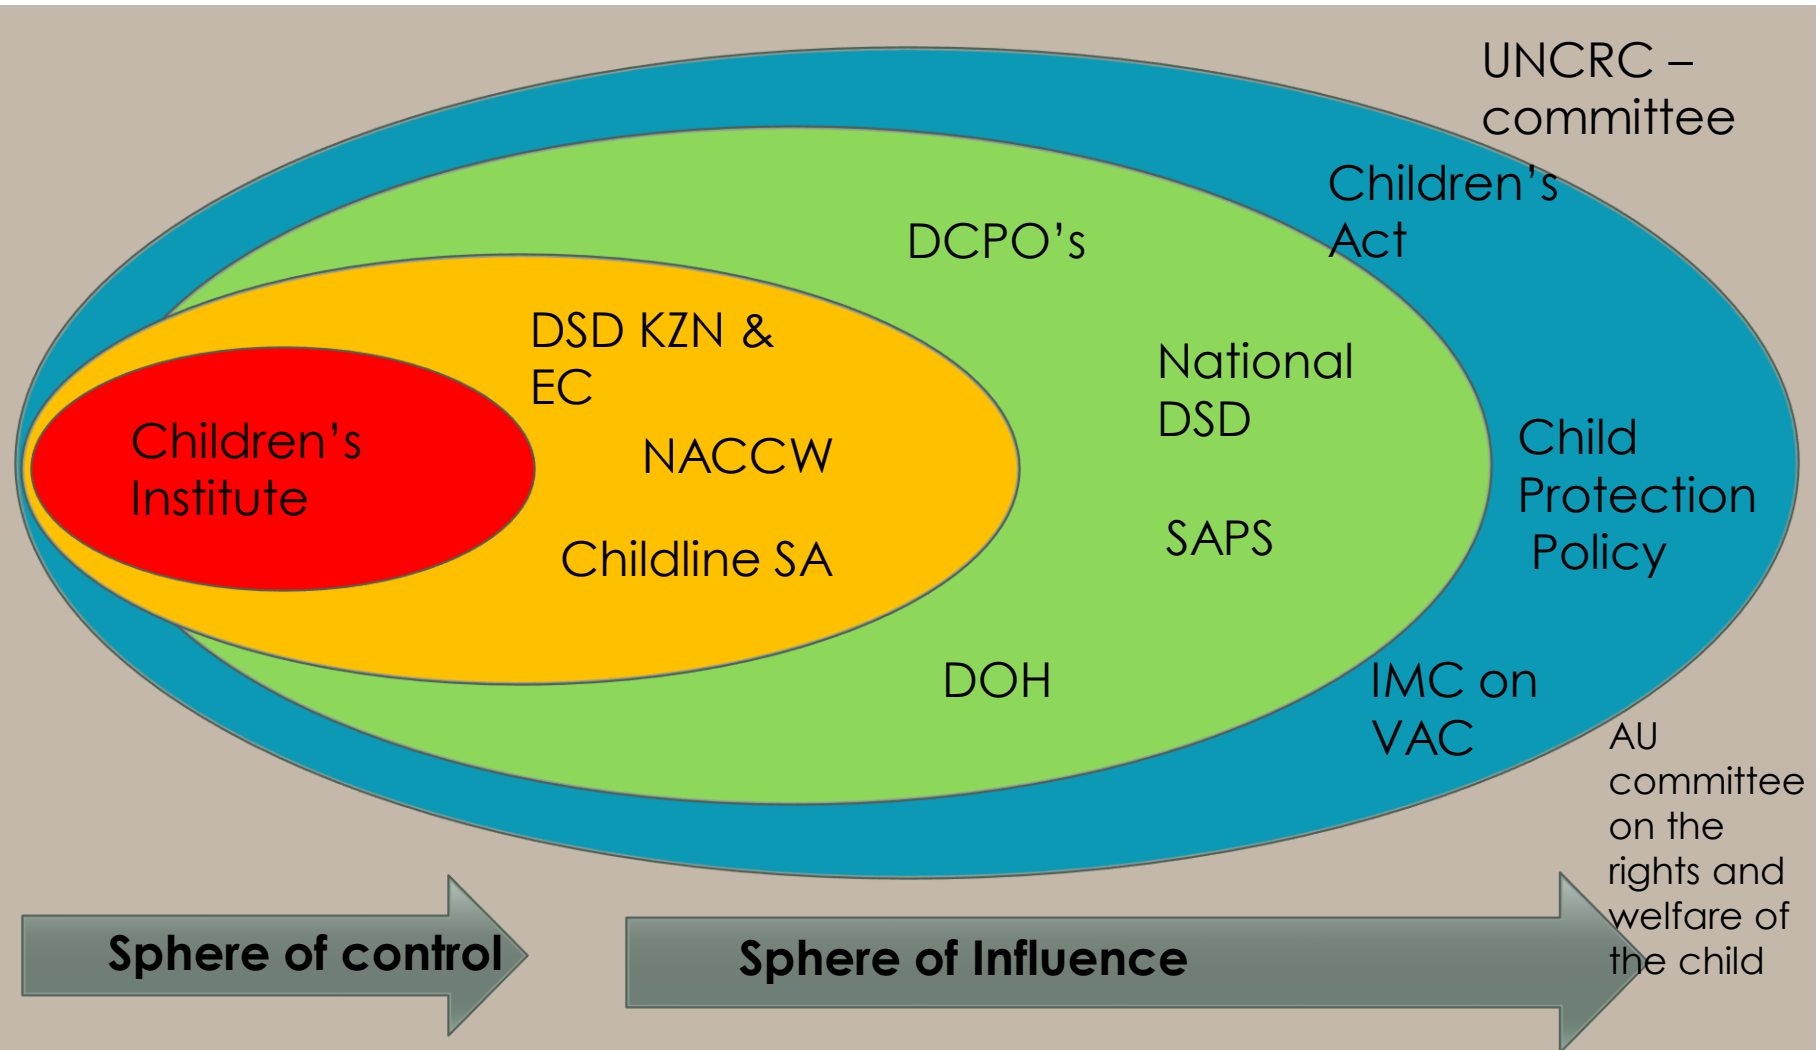 UNCRC –
committee
Children’s
Act
DCPO’s
DSD KZN &
EC
National
DSD
Children’s
Institute
NACCW
Child
Protection
Policy
SAPS
Childline SA
DOH
IMC on
VAC
AU
committee
on the
rights and
welfare of
the child
Sphere of control
Sphere of Influence